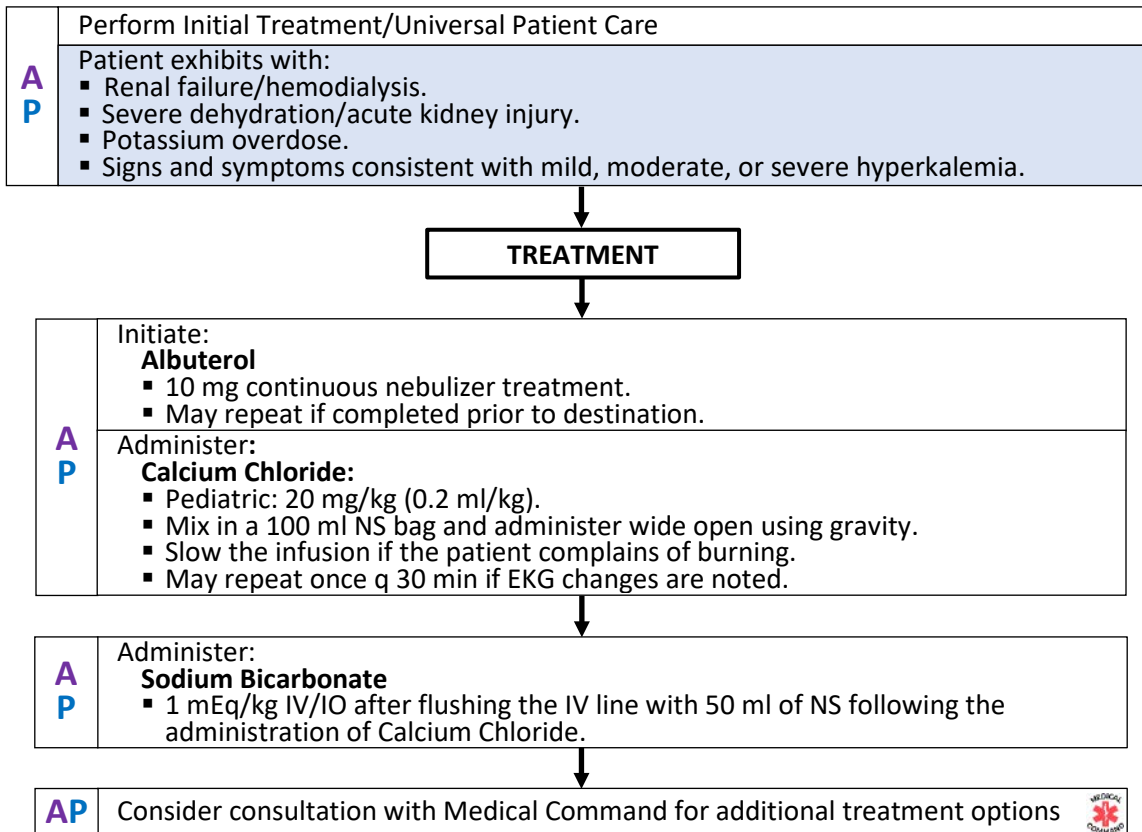 Perform Initial Treatment/Universal Patient Care
A
P
Patient exhibits with:
▪ Renal failure/hemodialysis.
▪ Severe dehydration/acute kidney injury.
▪ Potassium overdose.
▪ Signs and symptoms consistent with mild, moderate, or severe hyperkalemia.
TREATMENT
A
P
Initiate:
Albuterol
▪ 10 mg continuous nebulizer treatment.
▪ May repeat if completed prior to destination.
Administer:
Calcium Chloride:
▪ Pediatric: 20 mg/kg (0.2 ml/kg).
▪ Mix in a 100 ml NS bag and administer wide open using gravity.
▪ Slow the infusion if the patient complains of burning.
▪ May repeat once q 30 min if EKG changes are noted.
A
P
Administer:
Sodium Bicarbonate
▪ 1 mEq/kg IV/IO after flushing the IV line with 50 ml of NS following the
administration of Calcium Chloride.
AP Consider consultation with Medical Command for additional treatment options
MEDICAL
COMMAND